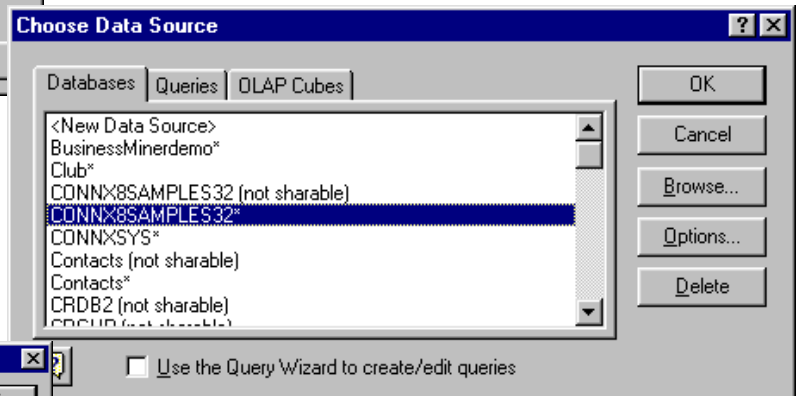 Choose Data Source
Databases Queries OLAP Cubes
<New Data Source>
BusinessMinerdemo*
Club*
CONNX8SAMPLES32 (not sharable)
CONNX8SAMPLES32*
CONNXSYS*
Contacts (not sharable)
Contacts*
CRDB2 (not sharable)
OK
Cancel
Browse...
Options...
Delete
Use the Query Wizard to create/edit queries